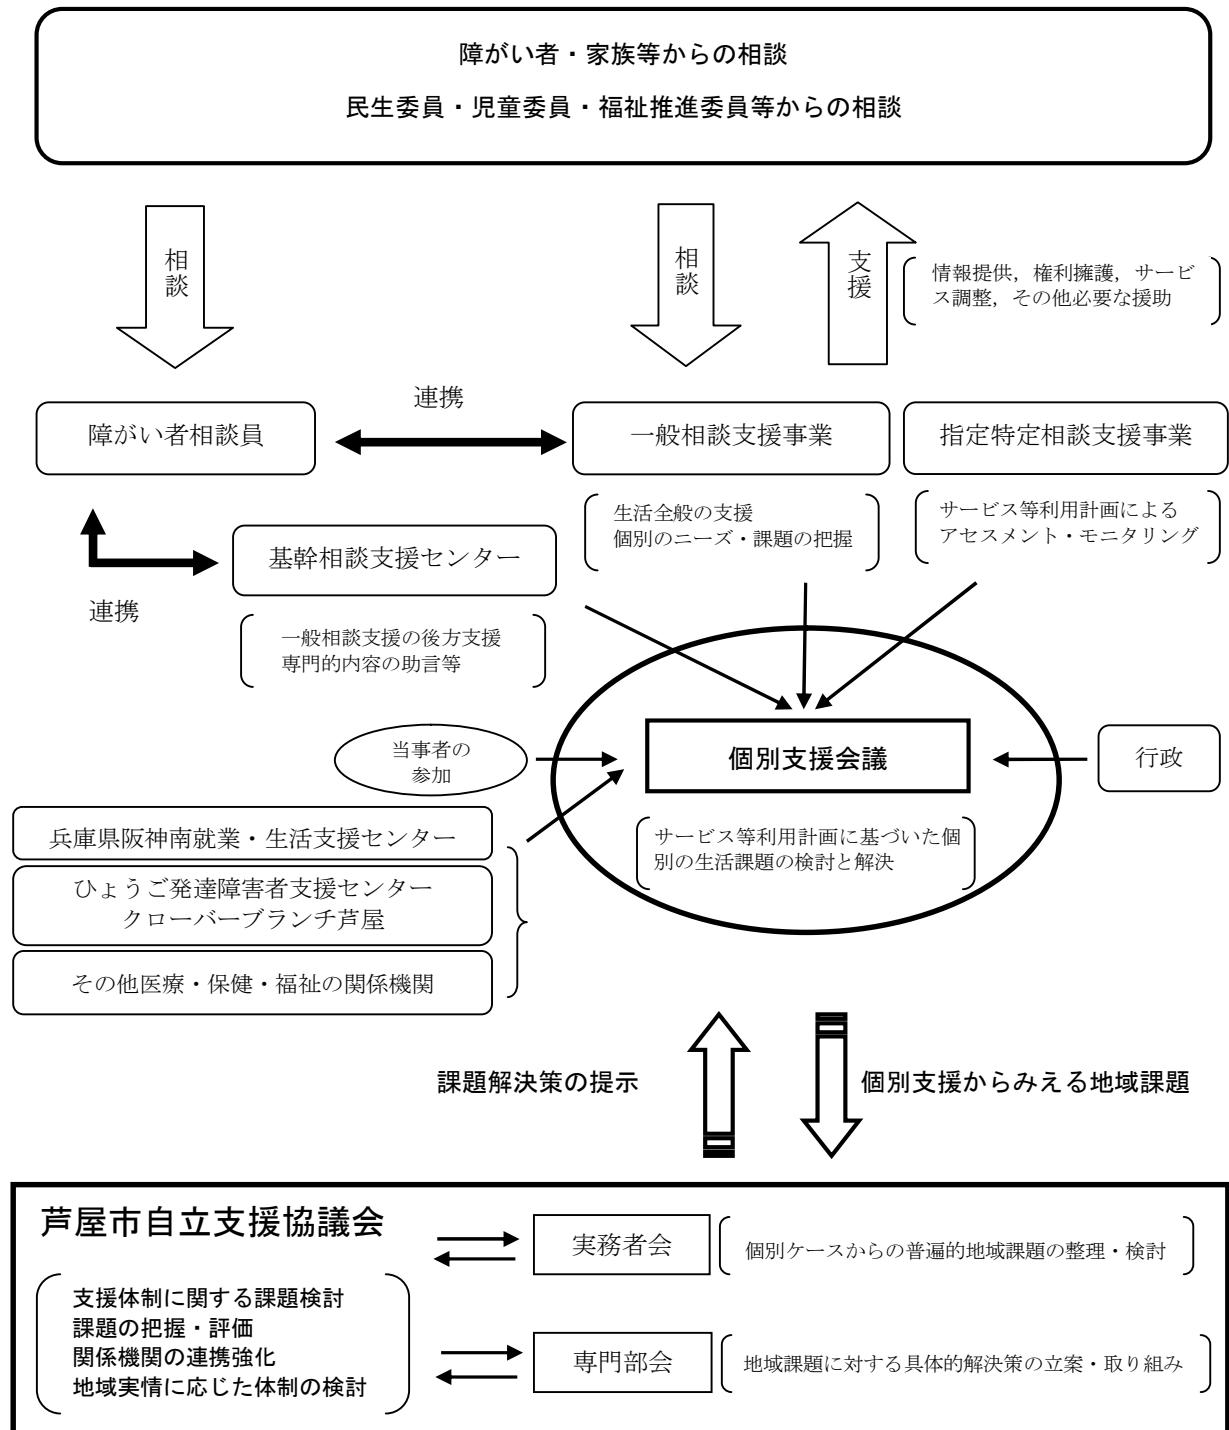 障がい者・家族等からの相談
民生委員・児童委員・福祉推進委員等からの相談
相談
相談
支援
情報提供，権利擁護，サービ
ス調整，その他必要な援助
連携
障がい者相談員
一般相談支援事業
指定特定相談支援事業
生活全般の支援
個別のニーズ・課題の把握
サービス等利用計画による
アセスメント・モニタリング
基幹相談支援センター
連携
一般相談支援の後方支援
専門的内容の助言等
当事者の
参加
個別支援会議
行政
サービス等利用計画に基づいた個
別の生活課題の検討と解決
兵庫県阪神南就業・生活支援センター
ひょうご発達障害者支援センター
クローバーブランチ芦屋
その他医療・保健・福祉の関係機関
課題解決策の提示
個別支援からみえる地域課題
芦屋市自立支援協議会
支援体制に関する課題検討
課題の把握・評価
関係機関の連携強化
地域実情に応じた体制の検討
実務者会
個別ケースからの普遍的地域課題の整理・検討
専門部会
地域課題に対する具体的解決策の立案・取り組み